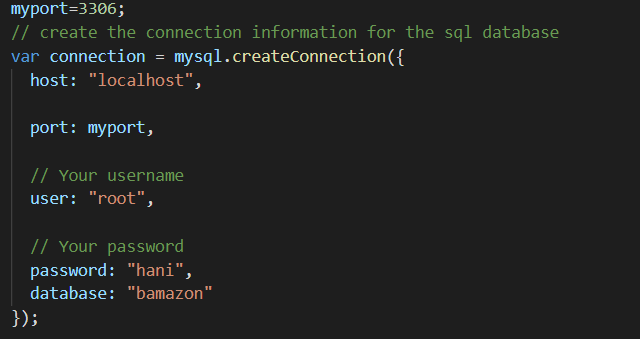 myport=3306;
// create the connection information for the sql database
var connection = mysql.createConnection({
host: "localhost",
port: myport,
// Your username
user: "root",
// Your password
password: "hani",
database: "bamazon"
});